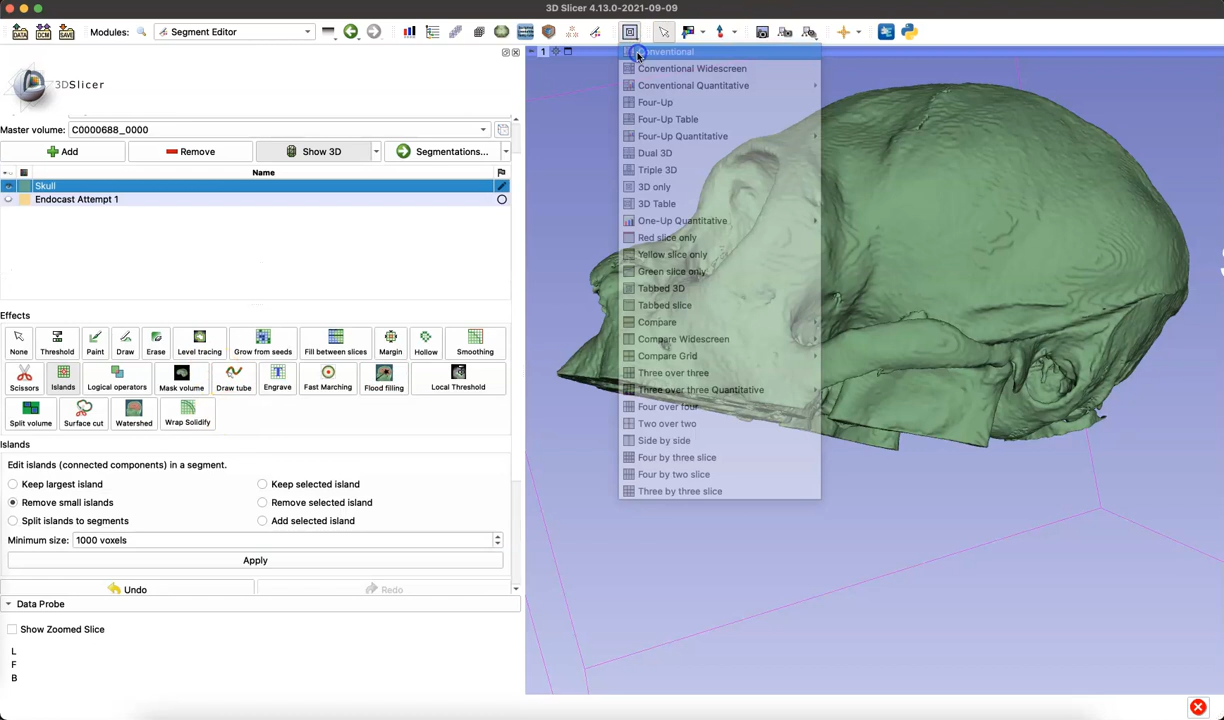 3D Slicer 4.13.0-2021-09-09
DATA DCM SAVE Modules: Segment Editor
3DSlicer
1
Master volume: C0000688_0000
Add Remove Show 3D Segmentations...
Name
Skull
Endocast Attempt 1
Effects
None Threshold Paint Draw Erase Level tracing Grow from seeds Fill between slices Margin Hollow Smoothing
Scissors Islands Logical operators Mask volume Draw tube Engrave Fast Marching Flood filling Local Threshold
Split volume Surface cut Watershed Wrap Solidify
Islands
Edit islands (connected components) in a segment.
Keep largest island Keep selected island
Remove small islands Remove selected island
Split islands to segments Add selected island
Minimum size: 1000 voxels
Apply
Undo Redo
Data Probe
Show Zoomed Slice
L
F
B
Conventional
Conventional Widescreen
Conventional Quantitative
Four-Up
Four-Up Table
Four-Up Quantitative
Dual 3D
Triple 3D
3D only
3D Table
One-Up Quantitative
Red slice only
Yellow slice only
Green slice only
Tabbed 3D
Tabbed slice
Compare
Compare Widescreen
Compare Grid
Three over three
Three over three Quantitative
Four over four
Two over two
Side by side
Four by three slice
Four by two slice
Three by three slice